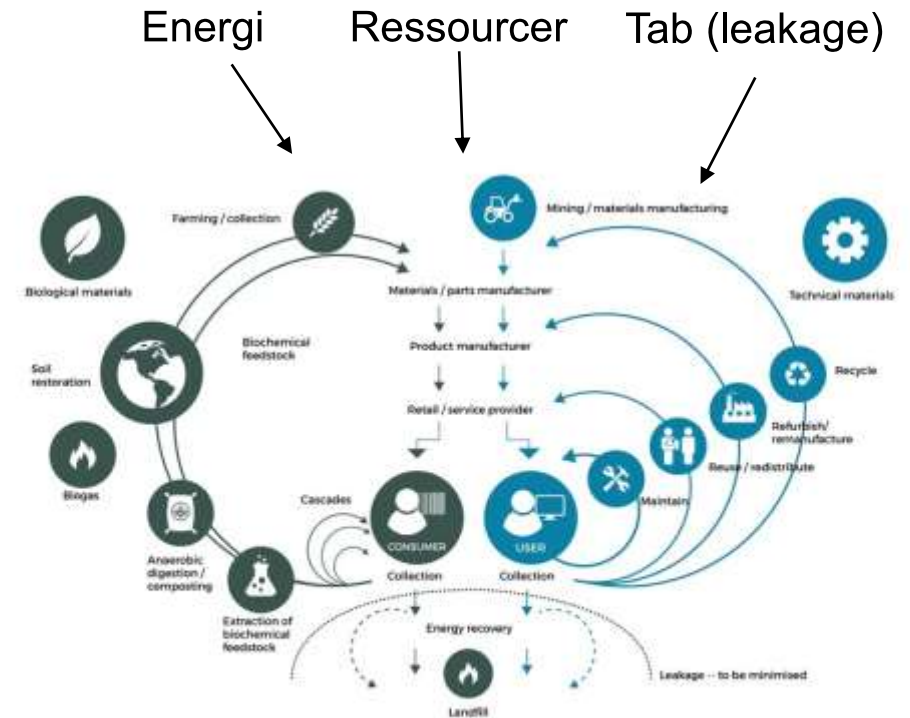 Energi
Ressourcer
Tab (leakage)
Farming / collection
Mining / materials manufacturing
Biological materials
Technical materials
Materials / parts manufacturer
Biochemical
feedstock
Product manufacturer
Soil
restoration
Recycle
Retail / service provider
Refurbish/
remanufacture
Reuse / redistribute
Biogas
Cascades
Maintain
CONSUMER
USER
Anaerobic
digestion /
composting
Collection
Collection
Extraction of
biochemical
feedstock
Energy recovery
Leakage -- to be minimised
Landfill